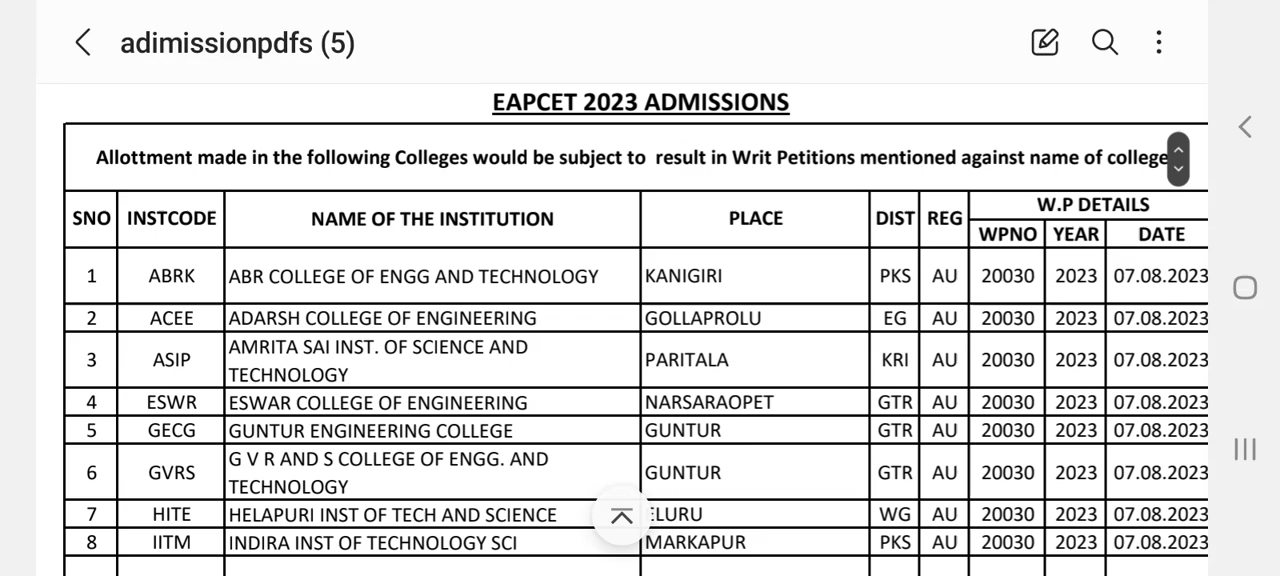 adimissionpdfs (5)
EAPCET 2023 ADMISSIONS
Allottment made in the following Colleges would be subject to result in Writ Petitions mentioned against name of college
SNO INSTCODE NAME OF THE INSTITUTION PLACE DIST REG W.P DETAILS
WPNO YEAR DATE
1 ABRK ABR COLLEGE OF ENGG AND TECHNOLOGY KANIGIRI PKS AU 20030 2023 07.08.2023
2 ACEE ADARSH COLLEGE OF ENGINEERING GOLLAPROLU EG AU 20030 2023 07.08.2023
3 ASIP AMRITA SAI INST. OF SCIENCE AND
TECHNOLOGY PARITALA KRI AU 20030 2023 07.08.2023
4 ESWR ESWAR COLLEGE OF ENGINEERING NARSARAOPET GTR AU 20030 2023 07.08.2023
5 GECG GUNTUR ENGINEERING COLLEGE GUNTUR GTR AU 20030 2023 07.08.2023
6 GVRS G V R AND S COLLEGE OF ENGG. AND
TECHNOLOGY GUNTUR GTR AU 20030 2023 07.08.2023
7 HITE HELAPURI INST OF TECH AND SCIENCE ELURU WG AU 20030 2023 07.08.2023
8 IITM INDIRA INST OF TECHNOLOGY SCI MARKAPUR PKS AU 20030 2023 07.08.2023